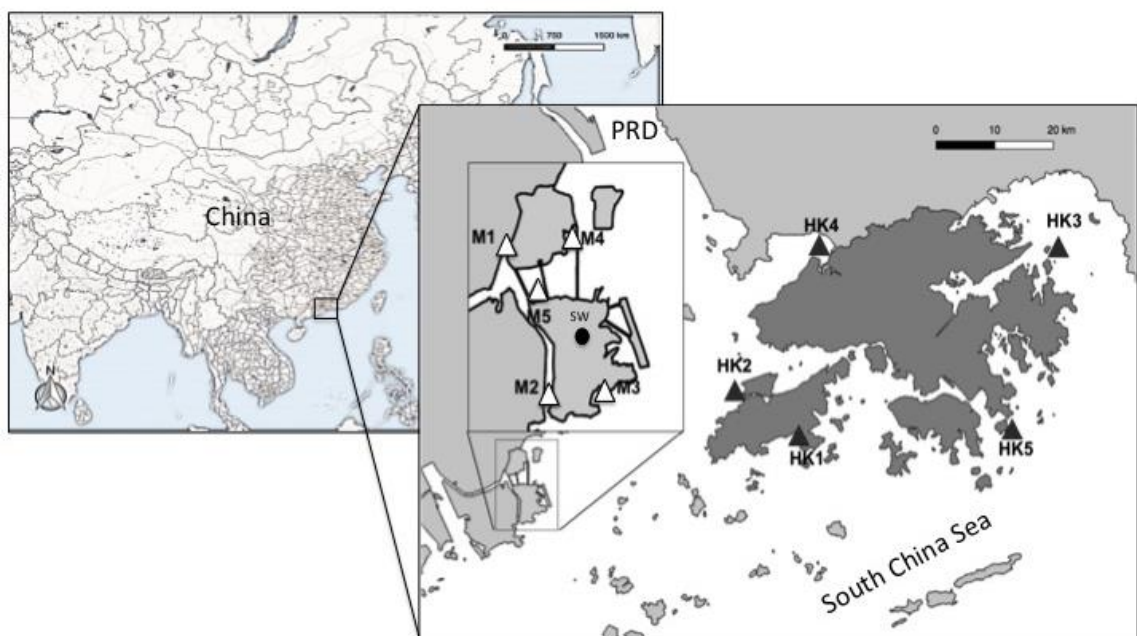 0 750 1500 km
China
N
PRD
0 10 20 km
M1
M4
M5
SW
M2
M3
HK4
HK3
HK2
HK1
HK5
South China Sea